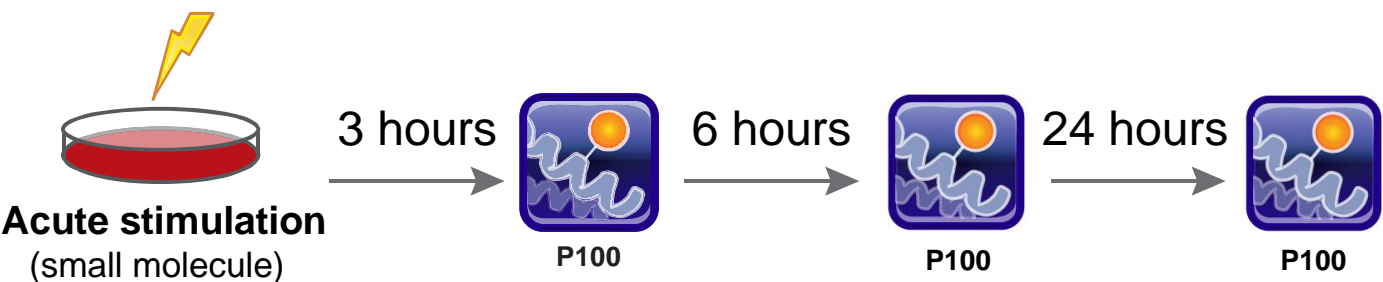 3 hours
6 hours
24 hours
Acute stimulation
(small molecule)
P100
P100
P100